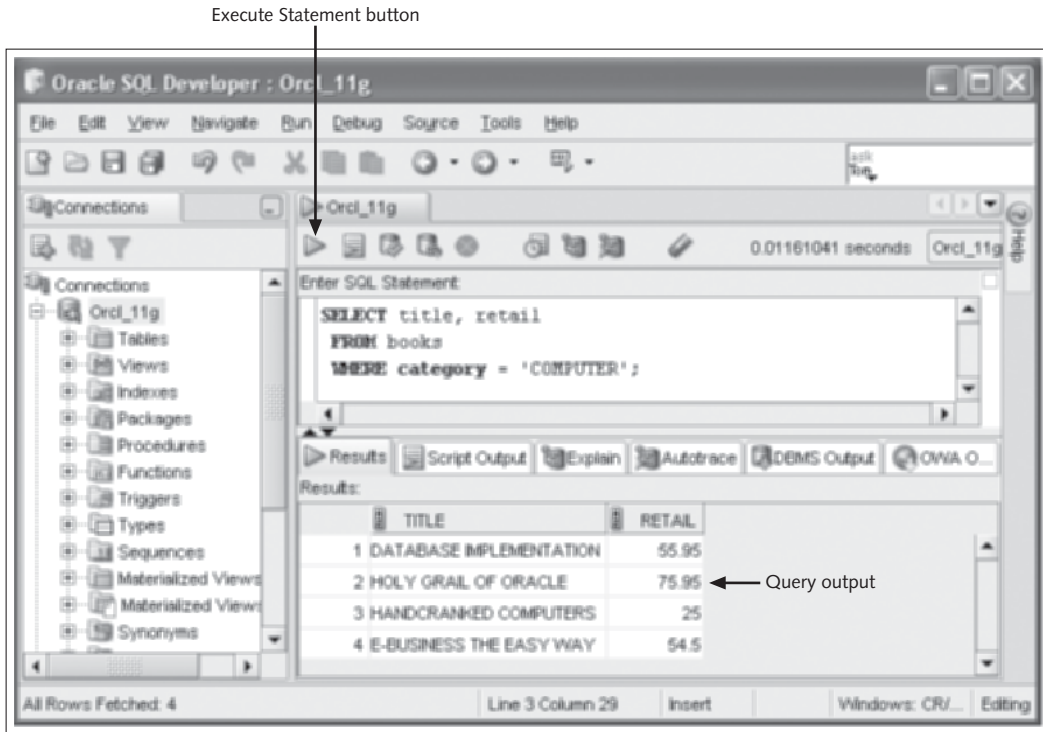 Execute Statement button
Oracle SQL Developer : Orcl_11g
File Edit View Navigate Run Debug Source Tools Help
ask
Connections
Orcl_11g
Help
0.01161041 seconds Orcl_11g
Connections
Orcl_11g
Tables
Views
Indexes
Packages
Procedures
Functions
Triggers
Types
Sequences
Materialized Views
Materialized View
Synonyms
Enter SQL Statement:
SELECT title, retail
FROM books
WHERE category = 'COMPUTER';
Results Script Output Explain Autotrace DBMS Output OWA O...
Results:
TITLE RETAIL
1 DATABASE IMPLEMENTATION 55.95
2 HOLY GRAIL OF ORACLE 75.95
Query output
3 HANDCRANKED COMPUTERS 25
4 E-BUSINESS THE EASY WAY 54.5
All Rows Fetched: 4 Line 3 Column 29 Insert Windows: CR/... Editing